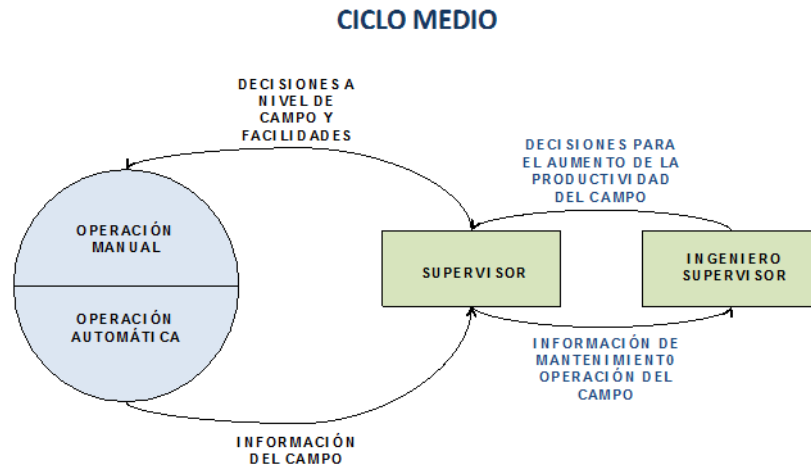 CICLO MEDIO
DECISIONES A
NIVEL DE
CAMPO Y
FACILIDADES
DECISIONES PARA
EL AUMENTO DE LA
PRODUCTIVIDAD
DEL CAMPO
OPERACIÓN
MANUAL
SUPERVISOR
INGENIERO
SUPERVISOR
OPERACIÓN
AUTOMÁTICA
INFORMACIÓN DE
MANTENIMIENT0
OPERACIÓN DEL
CAMPO
INFORMACIÓN
DEL CAMPO